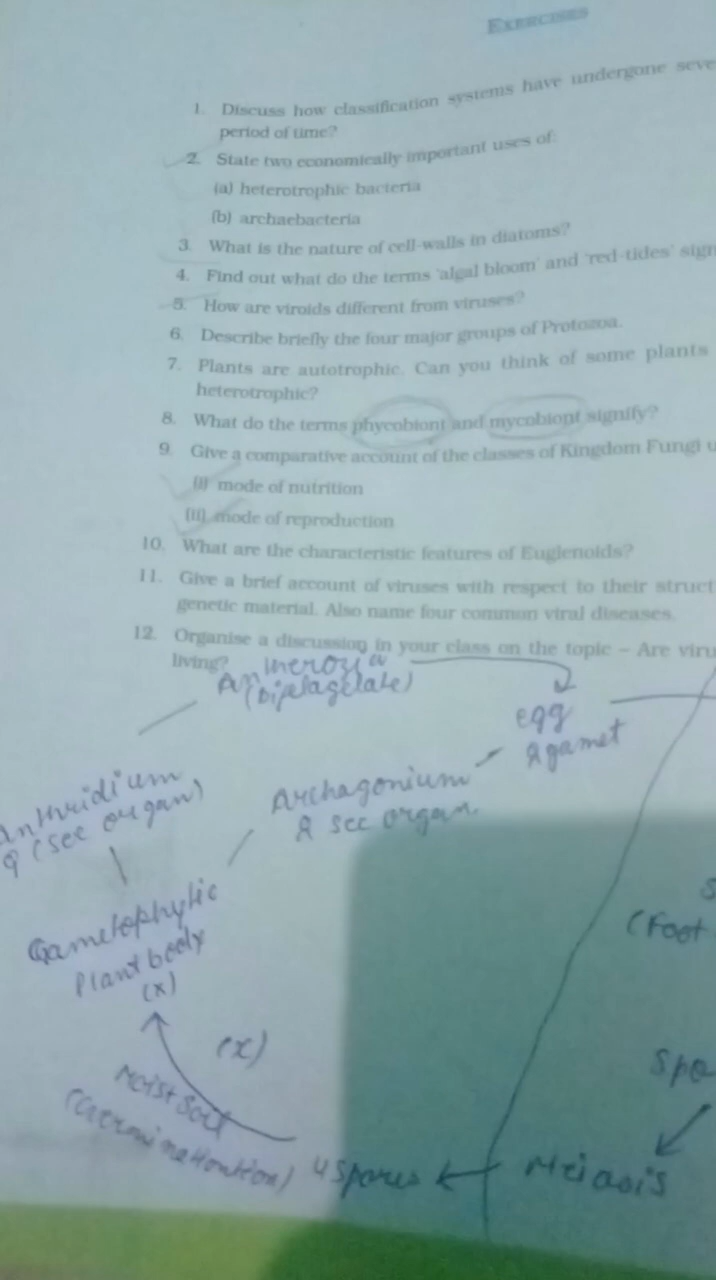 EXERCISES
1. Discuss how classification systems have undergone seve
period of time?
2. State two economically important uses of:
(a) heterotrophic bacteria
(b) archaebacteria
3. What is the nature of cell-walls in diatoms?
4. Find out what do the terms 'algal bloom' and 'red-tides' sign
5. How are viroids different from viruses?
6. Describe briefly the four major groups of Protozoa.
7. Plants are autotrophic. Can you think of some plants
heterotrophic?
8. What do the terms phycobiont and mycobiont signify?
9. Give a comparative account of the classes of Kingdom Fungi u
(i) mode of nutrition
(ii) mode of reproduction
10. What are the characteristic features of Euglenoids?
11. Give a brief account of viruses with respect to their struct
genetic material. Also name four common viral diseases.
12. Organise a discussion in your class on the topic – Are viru
living?
egg
gamet
Anthridium
(sec organ)
Archagonium
sec organ
Gametophytic
Plant body
(x)
S
(Foot
(x)
Spo
Moist soil
4 spores
Meiosis